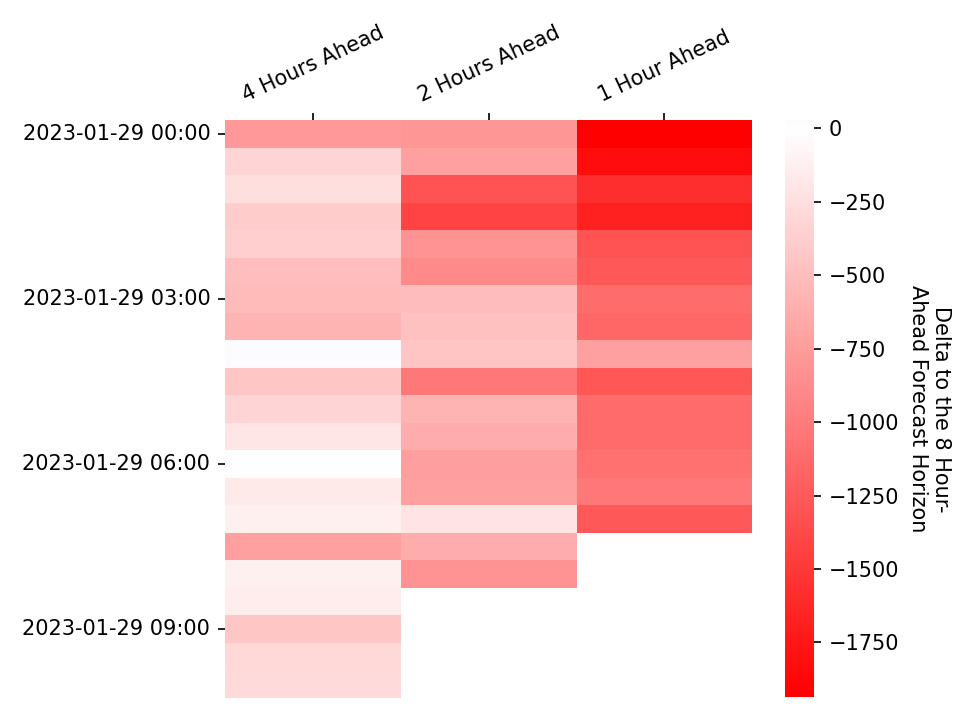 4 Hours Ahead
2 Hours Ahead
1 Hour Ahead
2023-01-29 00:00
2023-01-29 03:00
2023-01-29 06:00
2023-01-29 09:00
0
−250
−500
−750
−1000
−1250
−1500
−1750
Delta to the 8 Hour-
Ahead Forecast Horizon